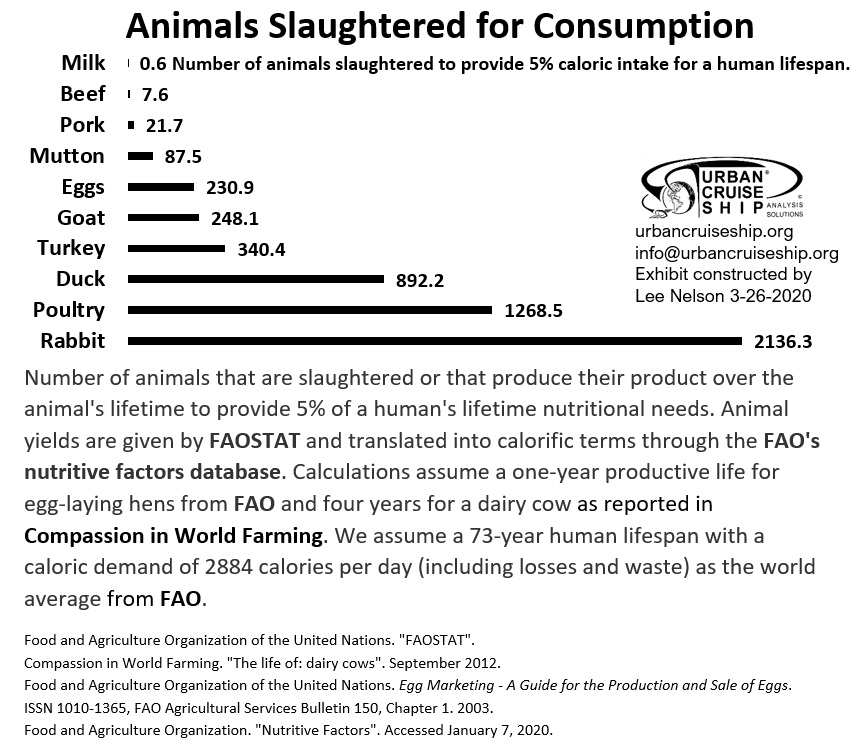 Animals Slaughtered for Consumption
Milk 0.6 Number of animals slaughtered to provide 5% caloric intake for a human lifespan.
Beef 7.6
Pork 21.7
Mutton 87.5
Eggs 230.9
Goat 248.1
Turkey 340.4
Duck 892.2
Poultry 1268.5
Rabbit 2136.3
URBAN®
CRUISE ©
SHIP ANALYSIS SOLUTIONS
urbancruiseship.org
info@urbancruiseship.org
Exhibit constructed by
Lee Nelson 3-26-2020
Number of animals that are slaughtered or that produce their product over the
animal's lifetime to provide 5% of a human's lifetime nutritional needs. Animal
yields are given by FAOSTAT and translated into calorific terms through the FAO's
nutritive factors database. Calculations assume a one-year productive life for
egg-laying hens from FAO and four years for a dairy cow as reported in
Compassion in World Farming. We assume a 73-year human lifespan with a
caloric demand of 2884 calories per day (including losses and waste) as the world
average from FAO.
Food and Agriculture Organization of the United Nations. "FAOSTAT".
Compassion in World Farming. "The life of: dairy cows". September 2012.
Food and Agriculture Organization of the United Nations. Egg Marketing - A Guide for the Production and Sale of Eggs.
ISSN 1010-1365, FAO Agricultural Services Bulletin 150, Chapter 1. 2003.
Food and Agriculture Organization. "Nutritive Factors". Accessed January 7, 2020.